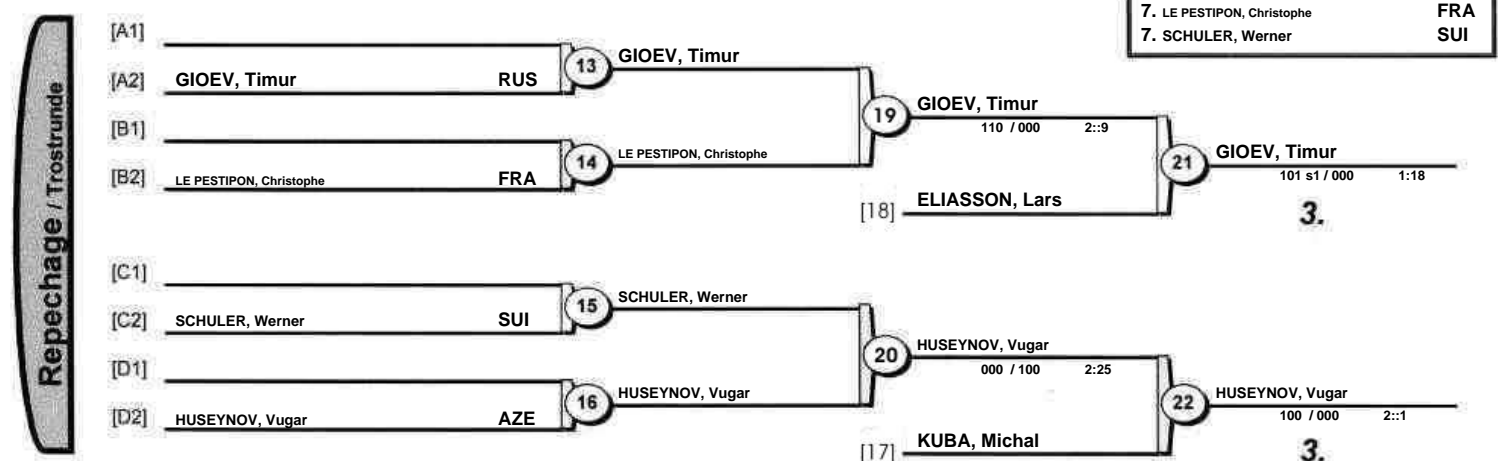 7. LE PESTIPON, Christophe FRA
7. SCHULER, Werner SUI
Repechage / Trostrunde
[A1]
[A2] GIOEV, Timur RUS
13 GIOEV, Timur
[B1]
[B2] LE PESTIPON, Christophe FRA
14 LE PESTIPON, Christophe
19 GIOEV, Timur
110 / 000 2::9
[18] ELIASSON, Lars
21 GIOEV, Timur
101 s1 / 000 1:18
3.
[C1]
[C2] SCHULER, Werner SUI
15 SCHULER, Werner
[D1]
[D2] HUSEYNOV, Vugar AZE
16 HUSEYNOV, Vugar
20 HUSEYNOV, Vugar
000 / 100 2:25
[17] KUBA, Michal
22 HUSEYNOV, Vugar
100 / 000 2::1
3.